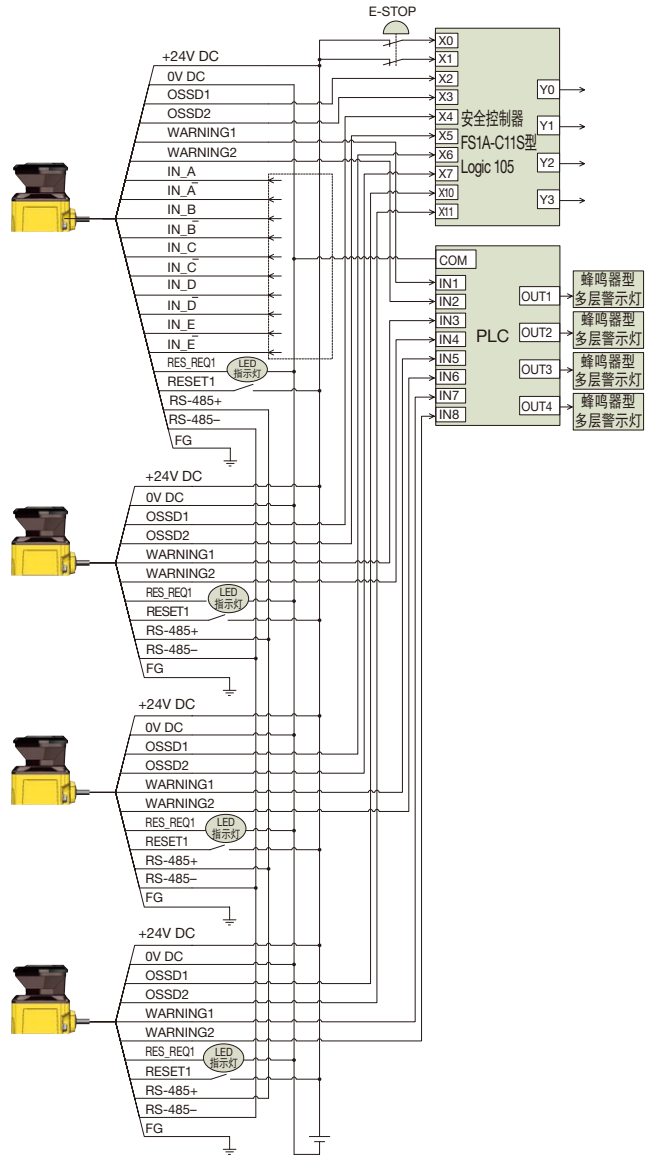 E-STOP
+24V DC
0V DC
OSSD1
OSSD2
WARNING1
WARNING2
IN_A
IN_A̅
IN_B
IN_B̅
IN_C
IN_C̅
IN_D
IN_D̅
IN_E
IN_E̅
RES_REQ1
LED
指示灯
RESET1
RS-485+
RS-485–
FG
X0
X1
X2
X3
X4
X5
X6
X7
X10
X11
安全控制器
FS1A-C11S型
Logic 105
Y0
Y1
Y2
Y3
COM
IN1
IN2
IN3
IN4
IN5
IN6
IN7
IN8
PLC
OUT1
OUT2
OUT3
OUT4
蜂鸣器型
多层警示灯
蜂鸣器型
多层警示灯
蜂鸣器型
多层警示灯
蜂鸣器型
多层警示灯
+24V DC
0V DC
OSSD1
OSSD2
WARNING1
WARNING2
RES_REQ1
LED
指示灯
RESET1
RS-485+
RS-485–
FG
+24V DC
0V DC
OSSD1
OSSD2
WARNING1
WARNING2
RES_REQ1
LED
指示灯
RESET1
RS-485+
RS-485–
FG
+24V DC
0V DC
OSSD1
OSSD2
WARNING1
WARNING2
RES_REQ1
LED
指示灯
RESET1
RS-485+
RS-485–
FG